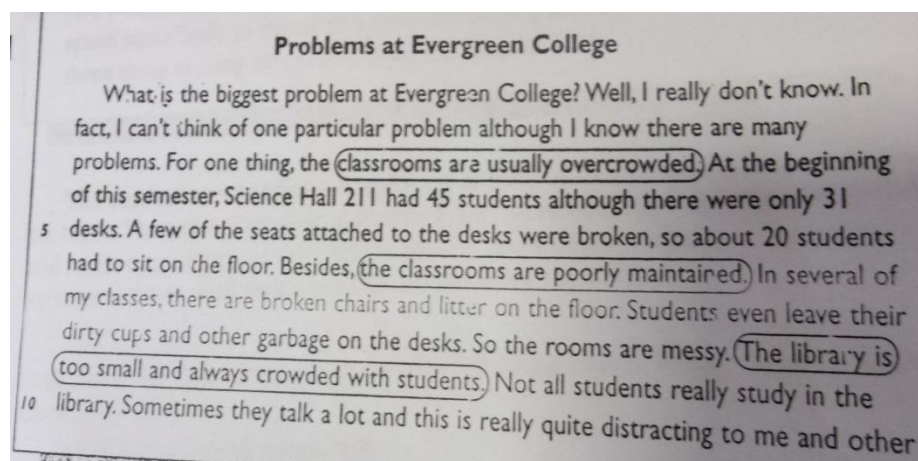 Problems at Evergreen College
What is the biggest problem at Evergreen College? Well, I really don't know. In
fact, I can't think of one particular problem although I know there are many
problems. For one thing, the classrooms are usually overcrowded. At the beginning
of this semester, Science Hall 211 had 45 students although there were only 31
5 desks. A few of the seats attached to the desks were broken, so about 20 students
had to sit on the floor. Besides, the classrooms are poorly maintained. In several of
my classes, there are broken chairs and litter on the floor. Students even leave their
dirty cups and other garbage on the desks. So the rooms are messy. The library is
too small and always crowded with students. Not all students really study in the
10 library. Sometimes they talk a lot and this is really quite distracting to me and other